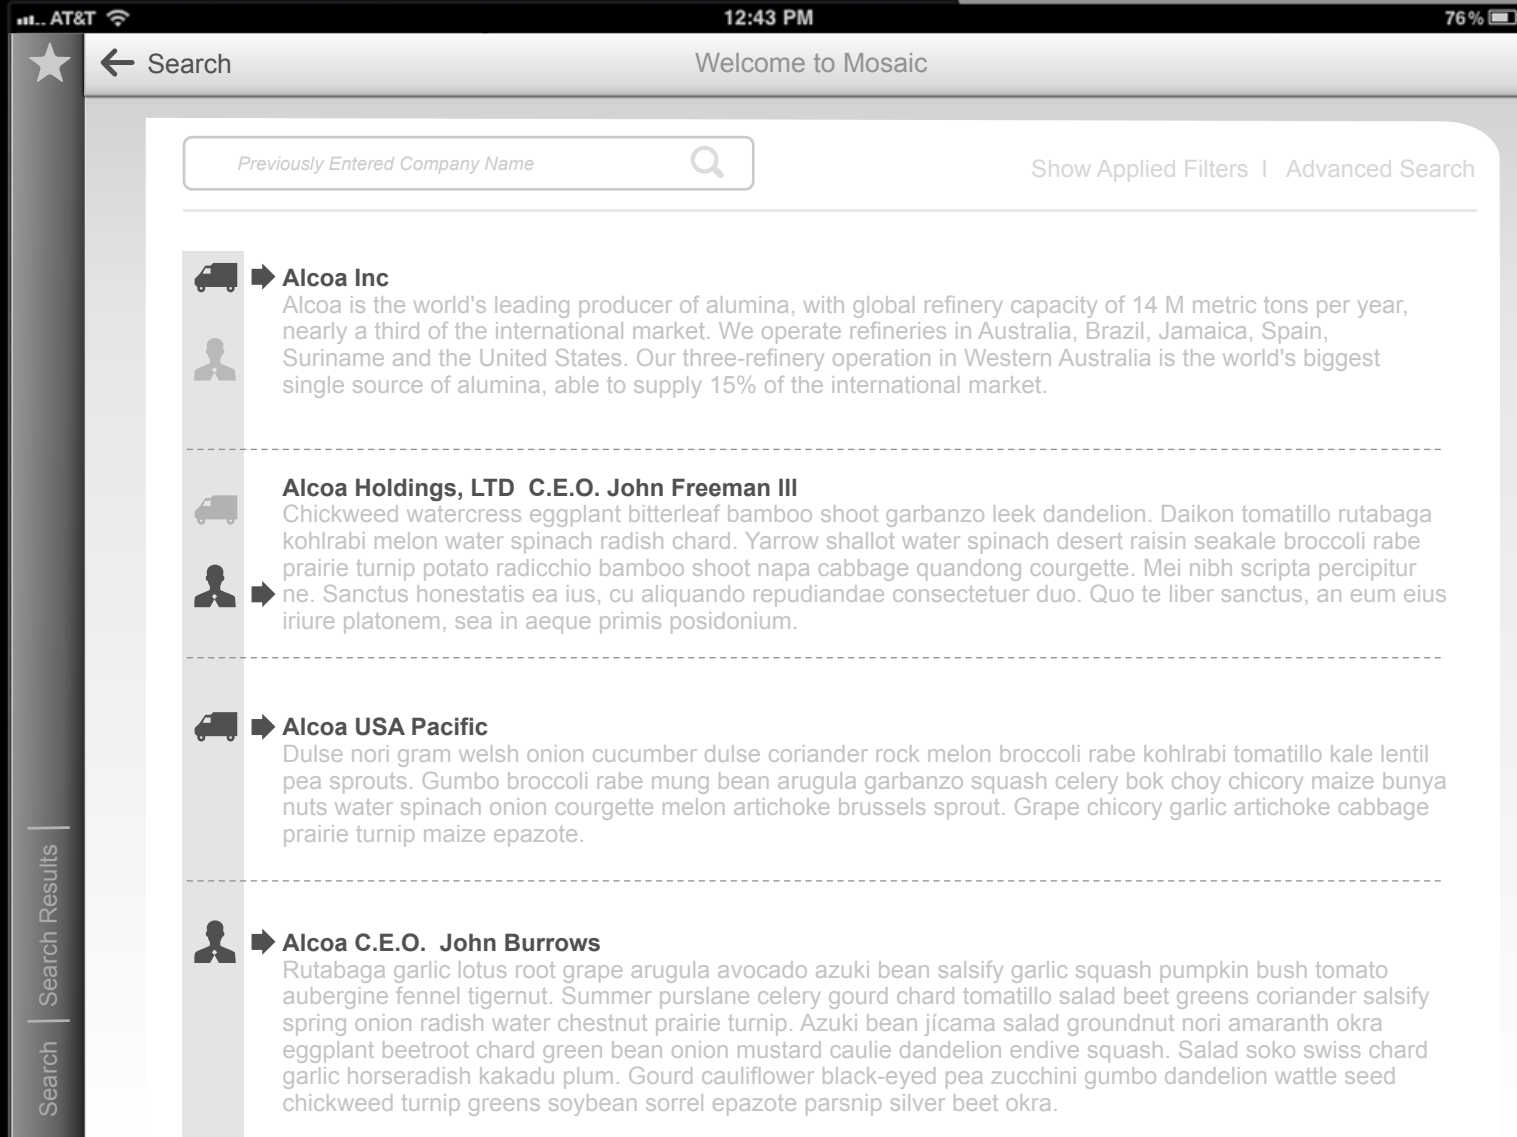 AT&T
12:43 PM
76%
Search
Welcome to Mosaic
Previously Entered Company Name
Show Applied Filters | Advanced Search
Alcoa Inc
Alcoa is the world's leading producer of alumina, with global refinery capacity of 14 M metric tons per year,
nearly a third of the international market. We operate refineries in Australia, Brazil, Jamaica, Spain,
Suriname and the United States. Our three-refinery operation in Western Australia is the world's biggest
single source of alumina, able to supply 15% of the international market.
Alcoa Holdings, LTD C.E.O. John Freeman III
Chickweed watercress eggplant bitterleaf bamboo shoot garbanzo leek dandelion. Daikon tomatillo rutabaga
kohlrabi melon water spinach radish chard. Yarrow shallot water spinach desert raisin seakale broccoli rabe
prairie turnip potato radicchio bamboo shoot napa cabbage quandong courgette. Mei nibh scripta percipitur
ne. Sanctus honestatis ea ius, cu aliquando repudiandae consectetuer duo. Quo te liber sanctus, an eum eius
iriure platonem, sea in aeque primis posidonium.
Alcoa USA Pacific
Dulse nori gram welsh onion cucumber dulse coriander rock melon broccoli rabe kohlrabi tomatillo kale lentil
pea sprouts. Gumbo broccoli rabe mung bean arugula garbanzo squash celery bok choy chicory maize bunya
nuts water spinach onion courgette melon artichoke brussels sprout. Grape chicory garlic artichoke cabbage
prairie turnip maize epazote.
Alcoa C.E.O. John Burrows
Rutabaga garlic lotus root grape arugula avocado azuki bean salsify garlic squash pumpkin bush tomato
aubergine fennel tigernut. Summer purslane celery gourd chard tomatillo salad beet greens coriander salsify
spring onion radish water chestnut prairie turnip. Azuki bean jícama salad groundnut nori amaranth okra
eggplant beetroot chard green bean onion mustard caulie dandelion endive squash. Salad soko swiss chard
garlic horseradish kakadu plum. Gourd cauliflower black-eyed pea zucchini gumbo dandelion wattle seed
chickweed turnip greens soybean sorrel epazote parsnip silver beet okra.
Search | Search Results |